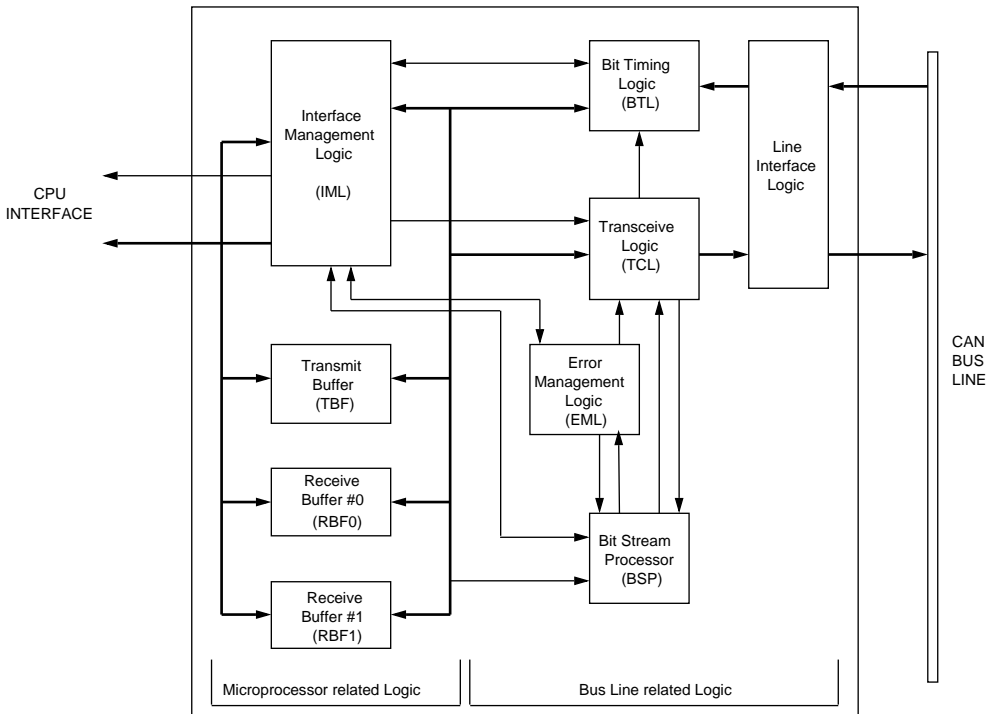 Interface
Management
Logic
(IML)
Bit Timing
Logic
(BTL)
Line
Interface
Logic
CPU
INTERFACE
Transceive
Logic
(TCL)
Transmit
Buffer
(TBF)
Error
Management
Logic
(EML)
CAN
BUS
LINE
Receive
Buffer #0
(RBF0)
Bit Stream
Processor
(BSP)
Receive
Buffer #1
(RBF1)
Microprocessor related Logic
Bus Line related Logic